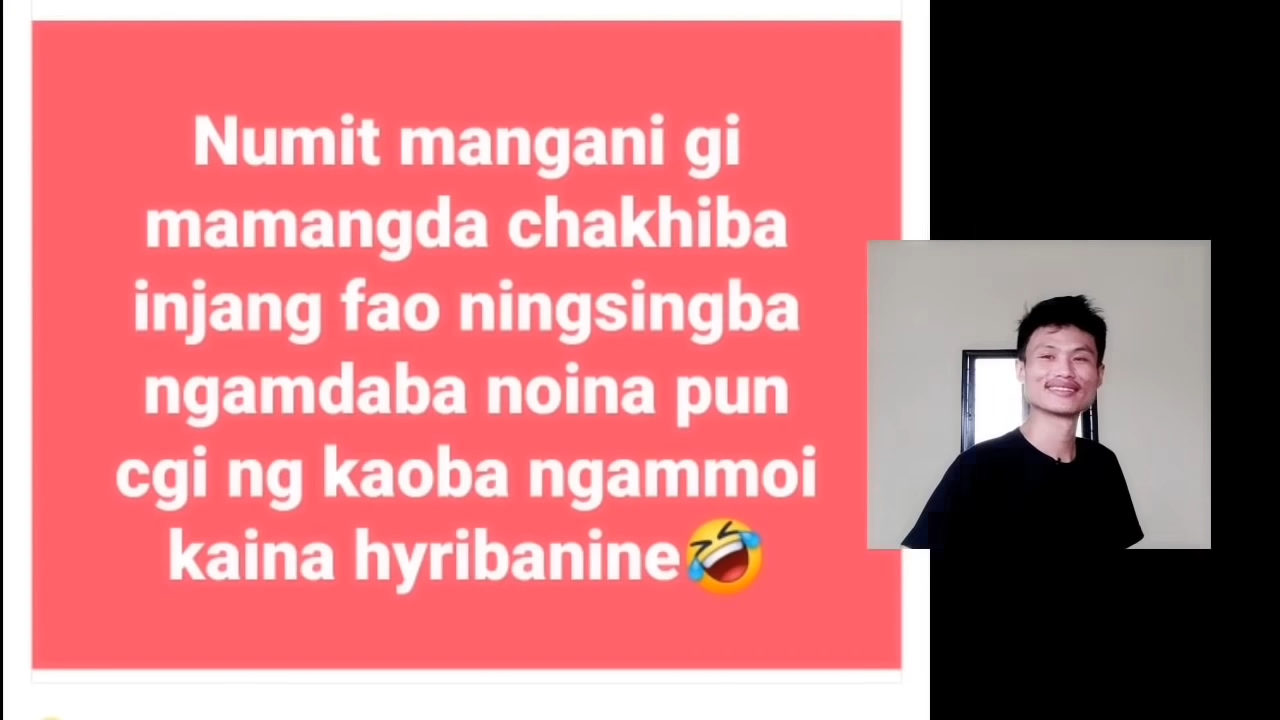 Numit mangani gi
mamangda chakhiba
injang fao ningsingba
ngamdaba noina pun
cgi ng kaoba ngammoi
kaina hyribanine🤣